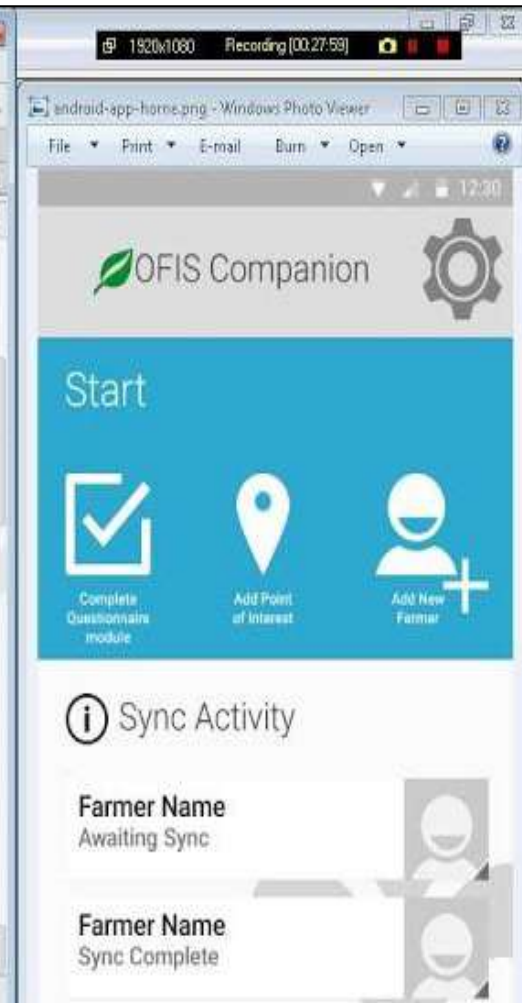 1920x1080 Recording [00:27:59]
android-app-home.png - Windows Photo Viewer
File Print E-mail Burn Open
12:30
OFIS Companion
Start
Complete
Questionnaire
module
Add Point
of Interest
Add New
Farmer
Sync Activity
Farmer Name
Awaiting Sync
Farmer Name
Sync Complete